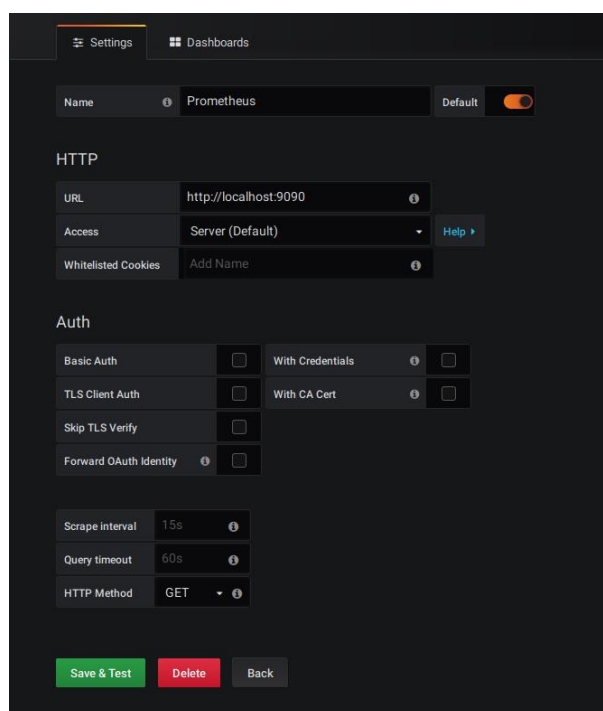 Settings Dashboards
Name Prometheus Default
HTTP
URL http://localhost:9090
Access Server (Default) Help
Whitelisted Cookies Add Name
Auth
Basic Auth With Credentials
TLS Client Auth With CA Cert
Skip TLS Verify
Forward OAuth Identity
Scrape interval 15s
Query timeout 60s
HTTP Method GET
Save & Test Delete Back